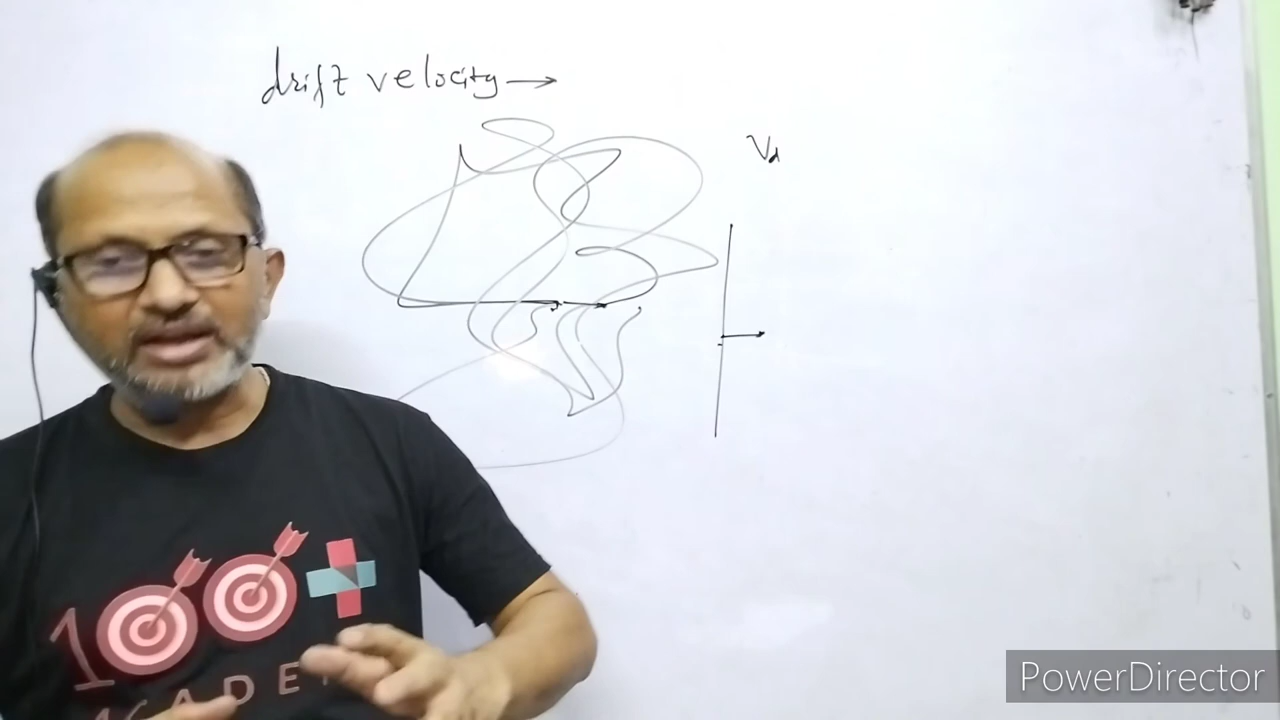 drift velocity →
Vd
100+
ACADE
PowerDirector